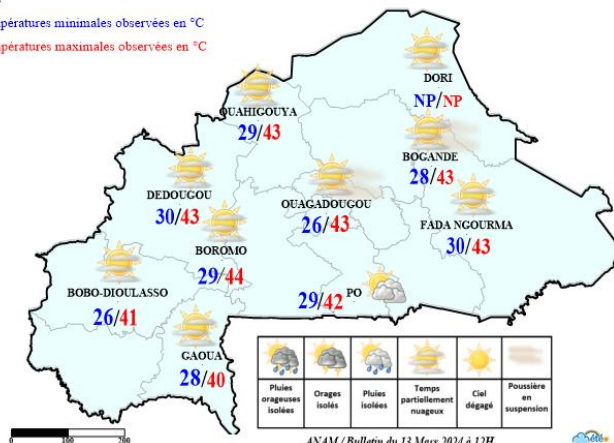 pératures minimales observées en °C
pératures maximales observées en °C
DORI
NP/NP
OUAHIGOUYA
29/43
BOGANDE
28/43
DEDOUGOU
30/43
OUAGADOUGOU
26/43
FADA NGOURMA
30/43
BOROMO
29/44
BOBO-DIOULASSO
26/41
PO
29/42
GAOUA
28/40
Pluies orageuses isolées
Orages isolés
Pluies isolées
Temps partiellement nuageux
Ciel dégagé
Poussière en suspension
0 100 200
ANAM / Bulletin du 13 Mars 2024 à 12H